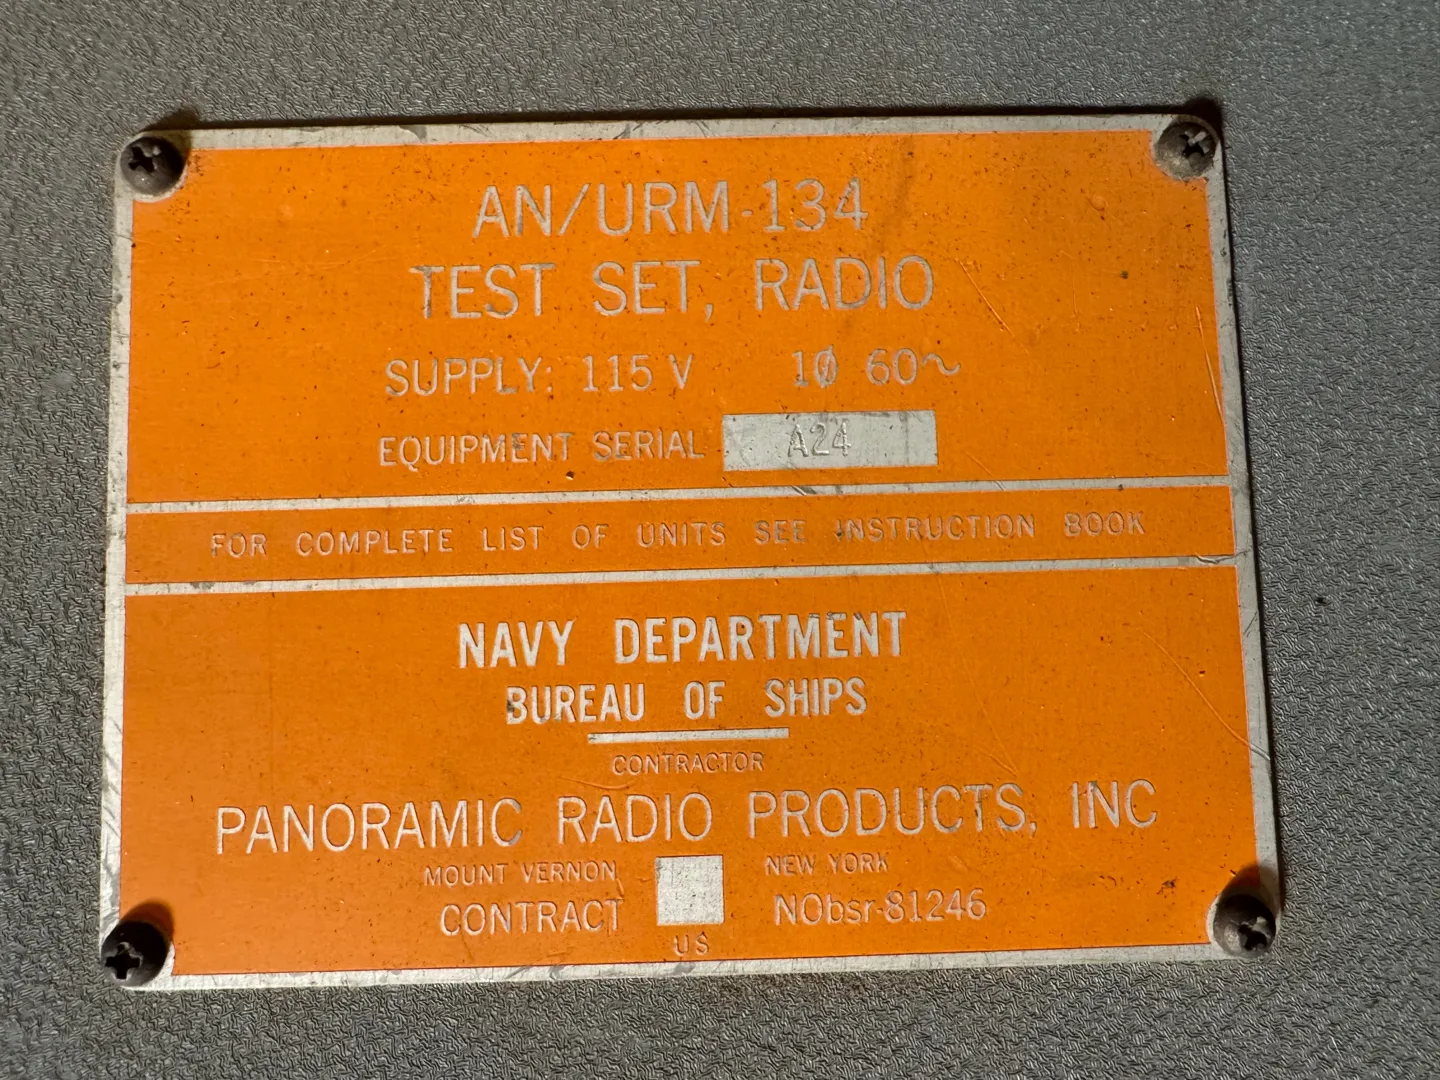 AN/URM-134
TEST SET, RADIO
SUPPLY: 115 V 1Ø 60~
EQUIPMENT SERIAL A24
FOR COMPLETE LIST OF UNITS SEE INSTRUCTION BOOK
NAVY DEPARTMENT
BUREAU OF SHIPS
CONTRACTOR
PANORAMIC RADIO PRODUCTS, INC
MOUNT VERNON NEW YORK
CONTRACT NObsr-81246
US